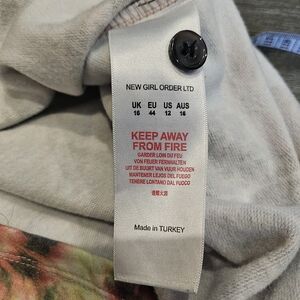 NEW GIRL ORDER LTD
UK EU US AUS
16 44 12 16
KEEP AWAY
FROM FIRE
GARDER LOIN DU FEU
VON FEUER FERNHALTEN
UIT DE BUURT VAN VUUR HOUDEN
MANTENER LEJOS DEL FUEGO
TENERE LONTANO DAL FUOCO
Made in TURKEY